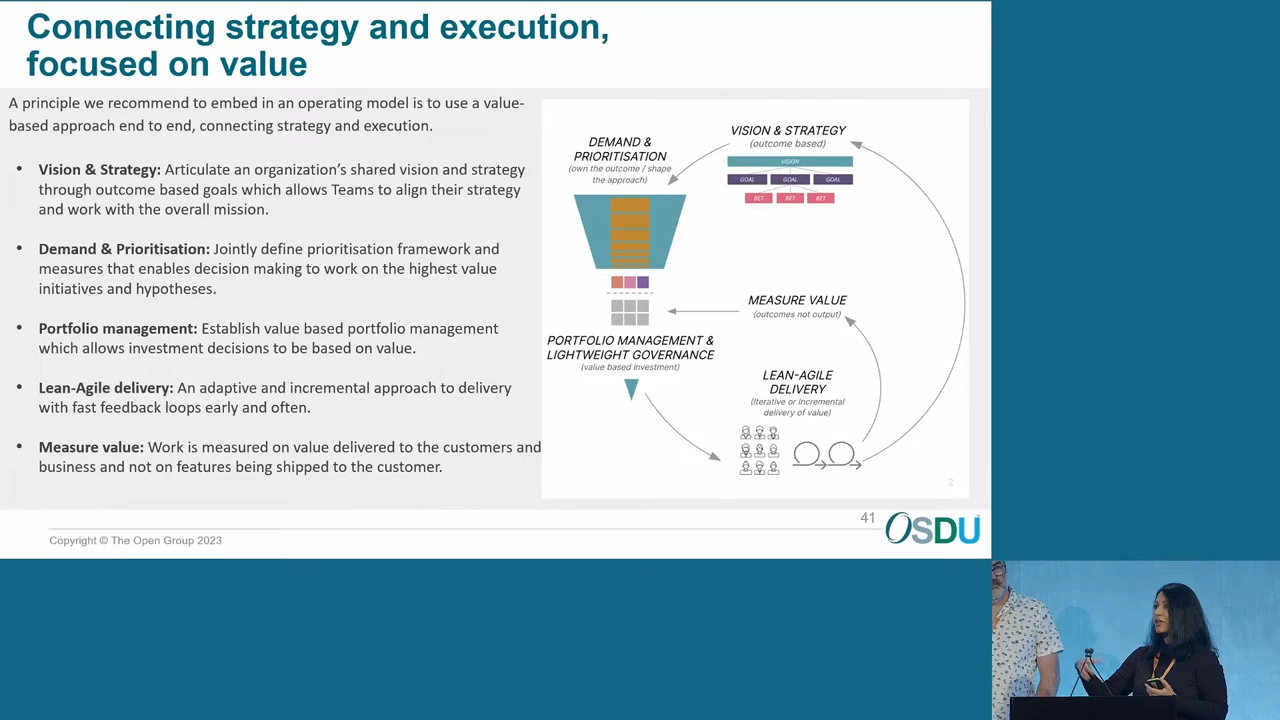 Connecting strategy and execution,
focused on value
A principle we recommend to embed in an operating model is to use a value-
based approach end to end, connecting strategy and execution.
• Vision & Strategy: Articulate an organization's shared vision and strategy
through outcome based goals which allows Teams to align their strategy
and work with the overall mission.
• Demand & Prioritisation: Jointly define prioritisation framework and
measures that enables decision making to work on the highest value
initiatives and hypotheses.
• Portfolio management: Establish value based portfolio management
which allows investment decisions to be based on value.
• Lean-Agile delivery: An adaptive and incremental approach to delivery
with fast feedback loops early and often.
• Measure value: Work is measured on value delivered to the customers and
business and not on features being shipped to the customer.
DEMAND &
PRIORITISATION
(own the outcome / shape
the approach)
VISION & STRATEGY
(outcome based)
VISION
GOAL GOAL GOAL
BET BET BET
MEASURE VALUE
(outcomes not output)
PORTFOLIO MANAGEMENT &
LIGHTWEIGHT GOVERNANCE
(value based investment)
LEAN-AGILE
DELIVERY
(Iterative or Incremental
delivery of value)
2
41
OSDU
Copyright © The Open Group 2023